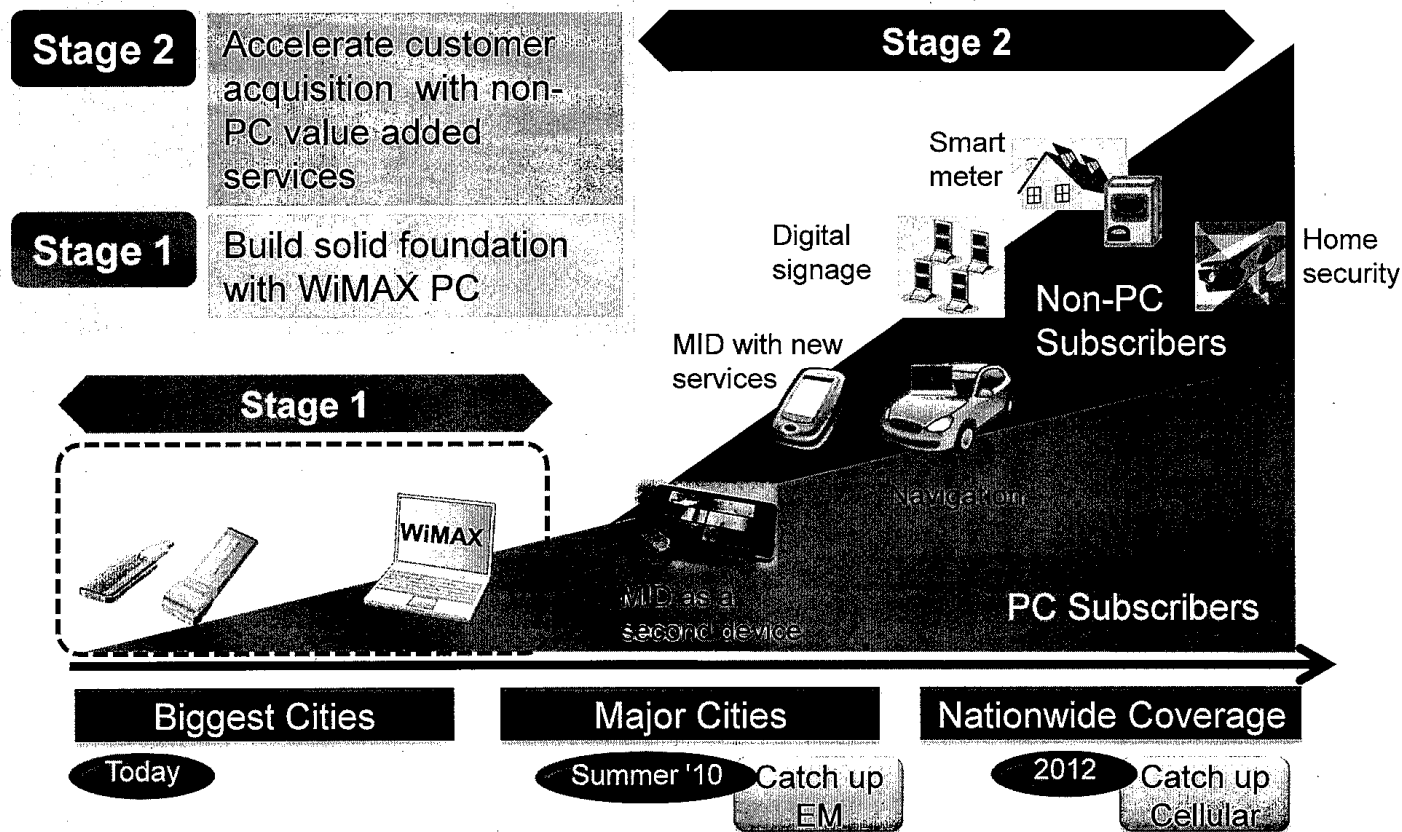 Stage 2
Accelerate customer
acquisition with non-
PC value added
services
Stage 1
Build solid foundation
with WiMAX PC
Stage 2
Smart
meter
Digital
signage
Home
security
Non-PC
Subscribers
MID with new
services
Stage 1
WiMAX
Navigation
MID as a
second device
PC Subscribers
Biggest Cities
Major Cities
Nationwide Coverage
Today
Summer '10
Catch up
EM
2012
Catch up
Cellular